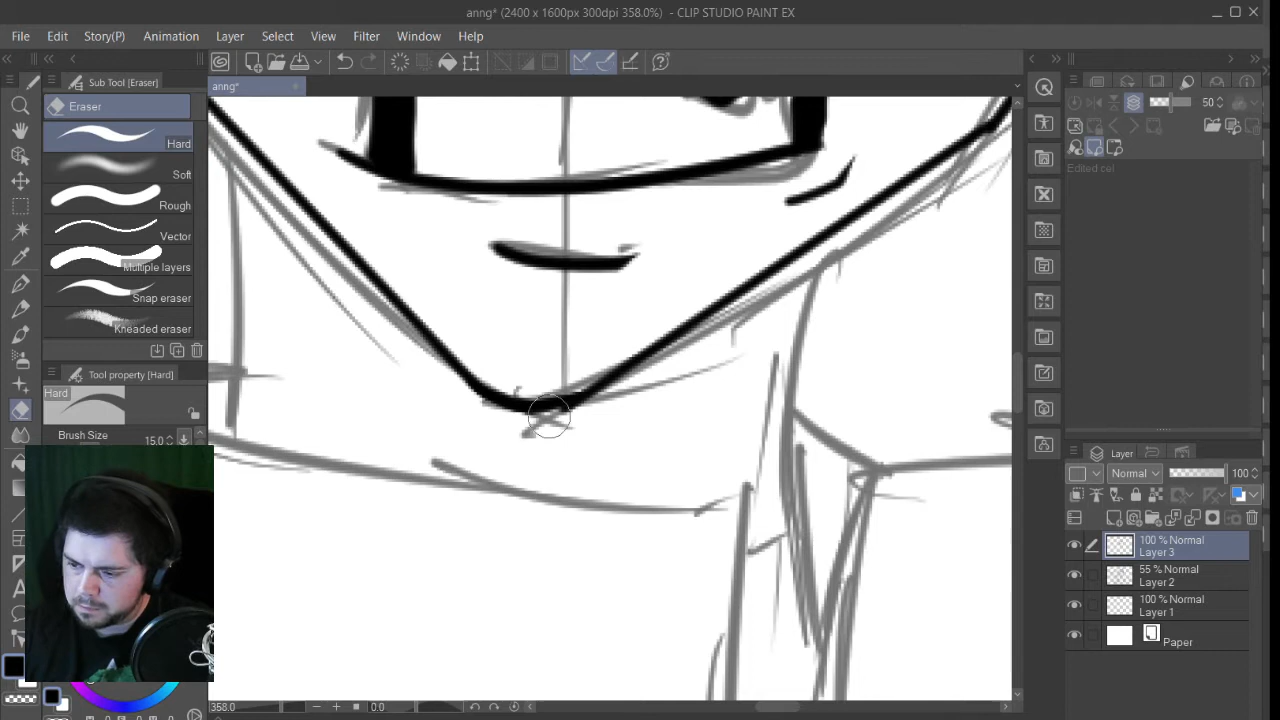 anng* (2400 x 1600px 300dpi 358.0%) - CLIP STUDIO PAINT EX
File Edit Story(P) Animation Layer Select View Filter Window Help
Sub Tool [Eraser]
anng*
Eraser
Hard
Soft
Rough
Vector
Multiple layers
Snap eraser
Kneaded eraser
Tool property [Hard]
Hard
Brush Size 15.0
50
Edited cel
Layer
Normal 100
100 % Normal
Layer 3
55 % Normal
Layer 2
100 % Normal
Layer 1
Paper
358.0 0.0